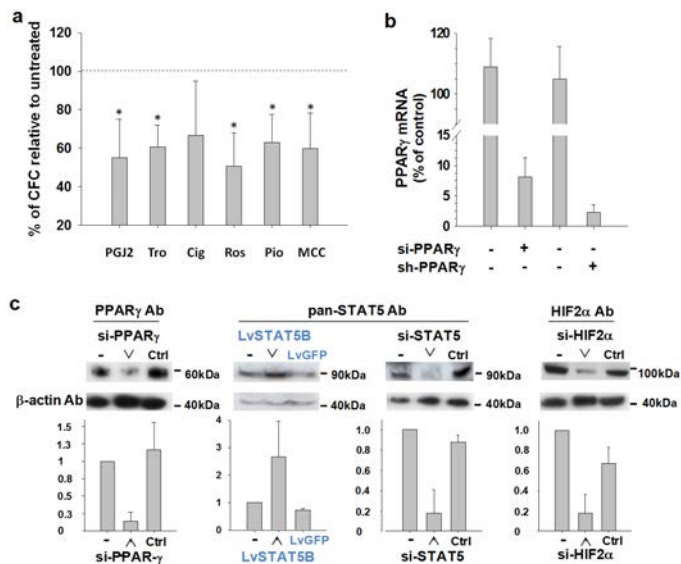 a
% of CFC relative to untreated
120
100
80
60
40
20
* * * * *
PGJ2 Tro Cig Ros Pio MCC
b
PPARγ mRNA
(% of control)
120
100
15
10
5
0
si-PPARγ - + - -
sh-PPARγ - - - +
c
PPARγ Ab
si-PPARγ
- Ctrl
60kDa
β-actin Ab
40kDa
1.5
1.3
1.0
0.8
0.5
0.3
0
- Ctrl
si-PPAR-γ
pan-STAT5 Ab
LvSTAT5B
- LvGFP
90kDa
40kDa
4
3
2
1
0
- LvGFP
LvSTAT5B
si-STAT5
- Ctrl
90kDa
40kDa
1.0
0.8
0.6
0.4
0.2
0
- Ctrl
si-STAT5
HIF2α Ab
si-HIF2α
- Ctrl
100kDa
40kDa
1.0
0.8
0.6
0.4
0.2
0
- Ctrl
si-HIF2α